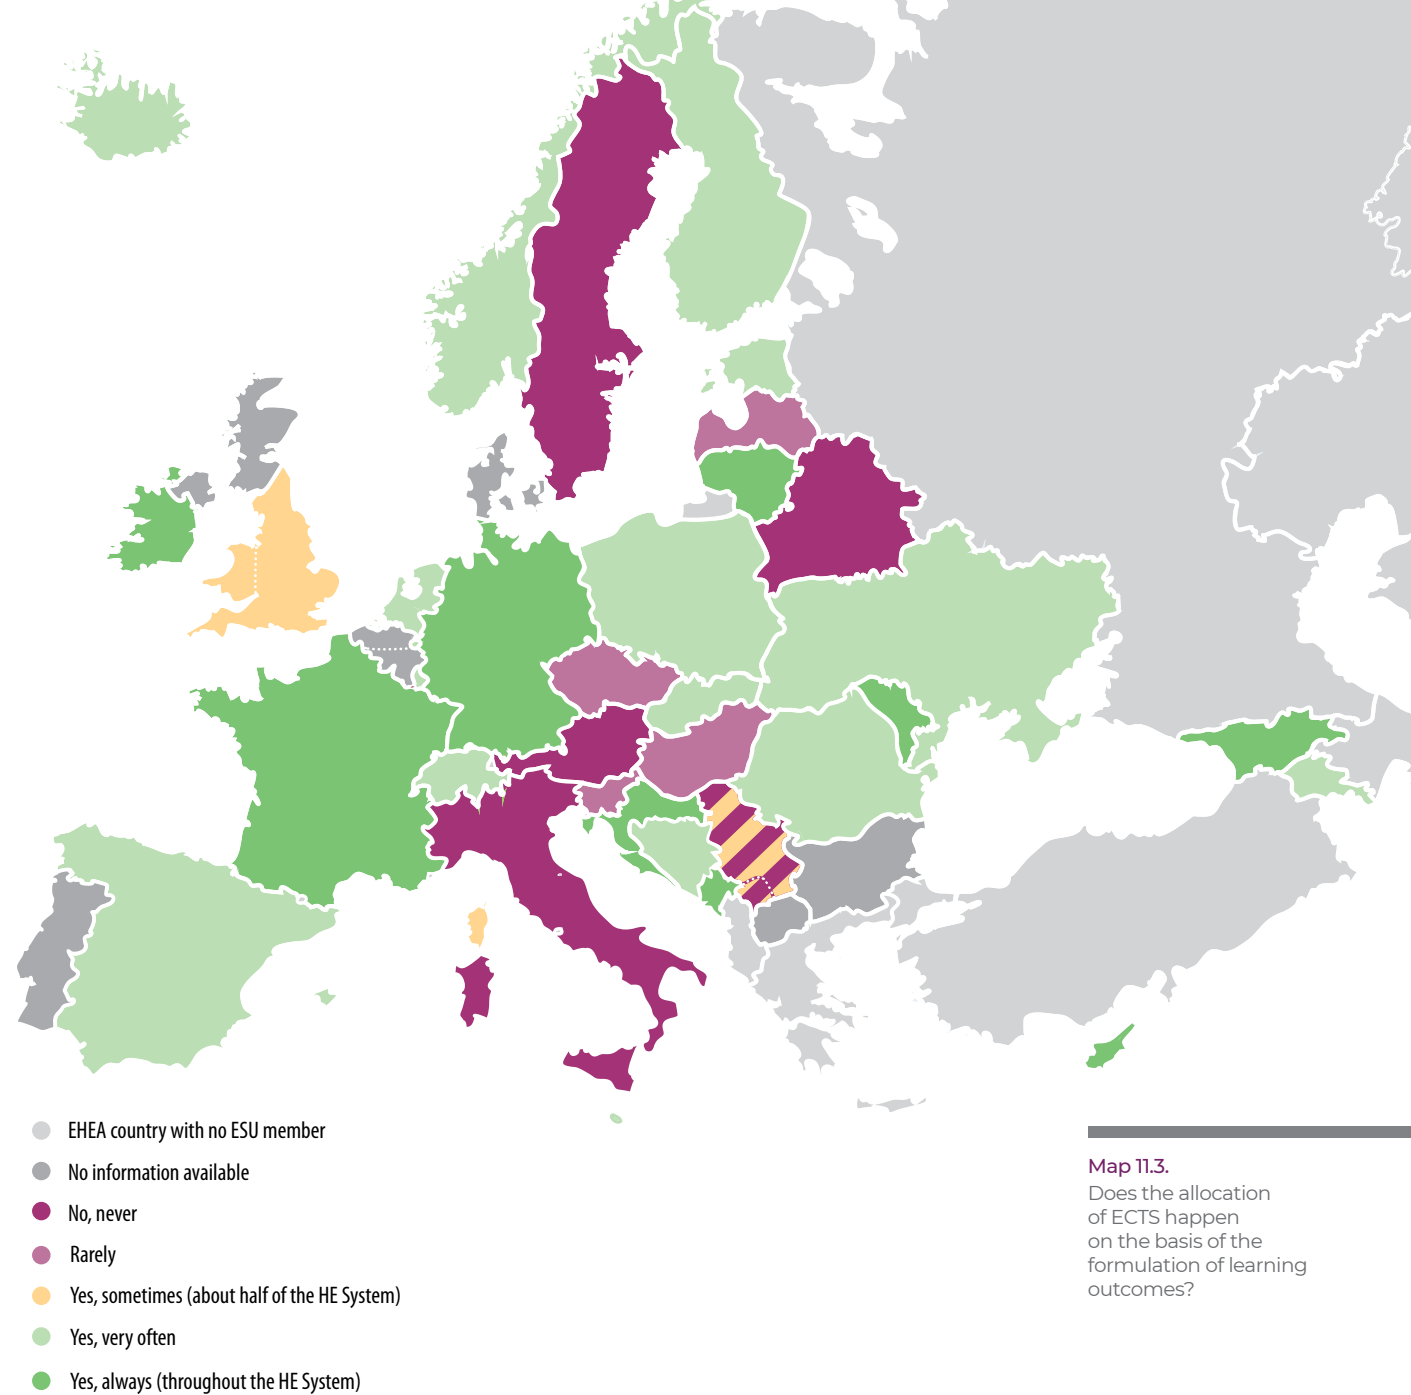 EHEA country with no ESU member
No information available
No, never
Rarely
Yes, sometimes (about half of the HE System)
Yes, very often
Yes, always (throughout the HE System)
Map 11.3.
Does the allocation
of ECTS happen
on the basis of the
formulation of learning
outcomes?